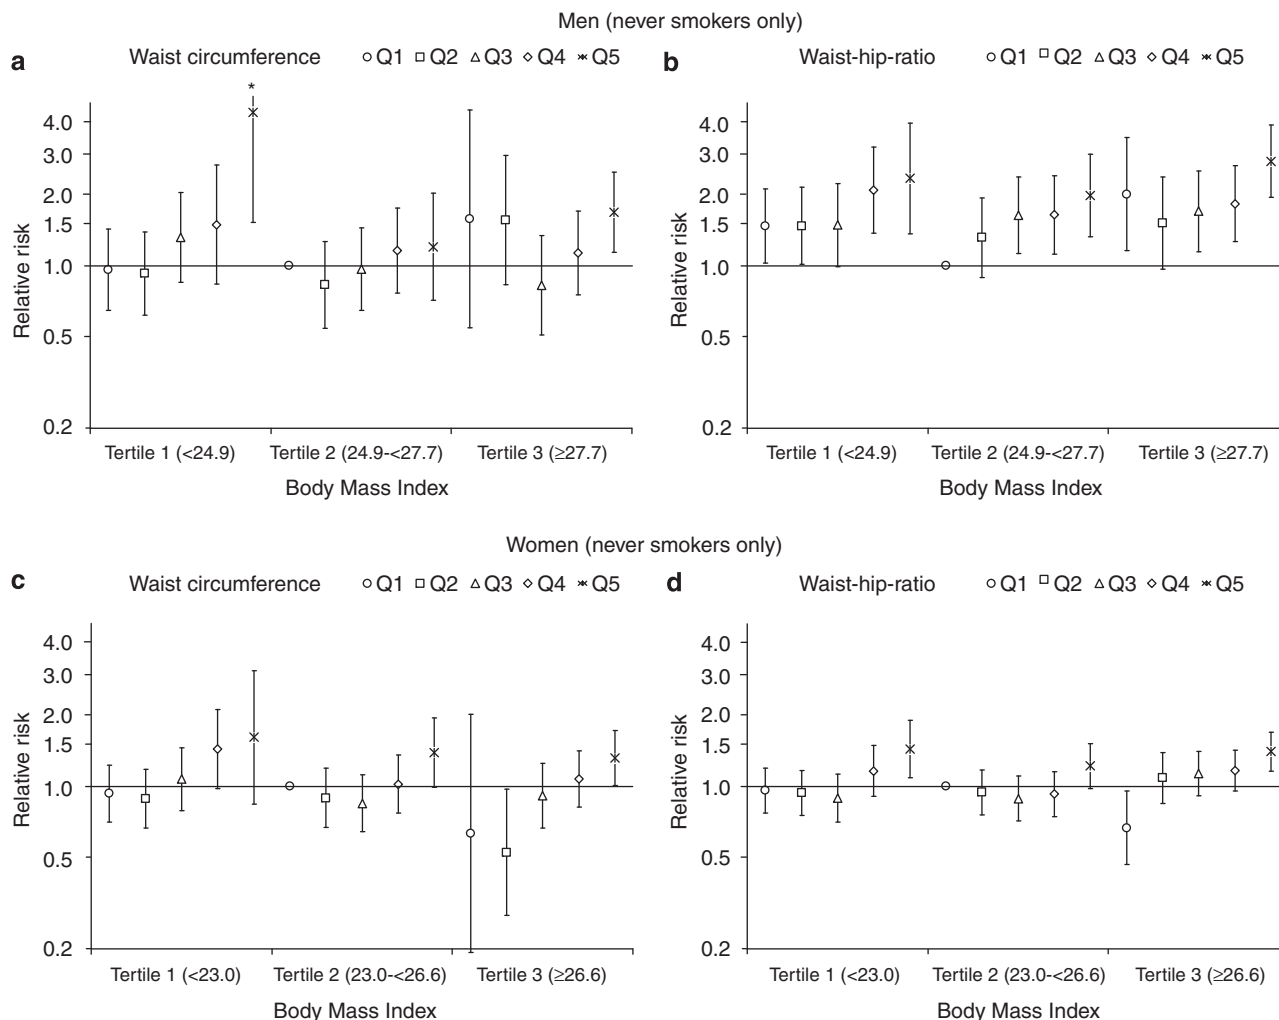 Men (never smokers only)
a Waist circumference Q1 Q2 Q3 Q4 Q5
*
4.0
3.0
2.0
1.5
1.0
0.5
0.2
Relative risk
Tertile 1 (<24.9) Tertile 2 (24.9-<27.7) Tertile 3 (≥27.7)
Body Mass Index
b Waist-hip-ratio Q1 Q2 Q3 Q4 Q5
4.0
3.0
2.0
1.5
1.0
0.5
0.2
Relative risk
Tertile 1 (<24.9) Tertile 2 (24.9-<27.7) Tertile 3 (≥27.7)
Body Mass Index
Women (never smokers only)
c Waist circumference Q1 Q2 Q3 Q4 Q5
4.0
3.0
2.0
1.5
1.0
0.5
0.2
Relative risk
Tertile 1 (<23.0) Tertile 2 (23.0-<26.6) Tertile 3 (≥26.6)
Body Mass Index
d Waist-hip-ratio Q1 Q2 Q3 Q4 Q5
4.0
3.0
2.0
1.5
1.0
0.5
0.2
Relative risk
Tertile 1 (<23.0) Tertile 2 (23.0-<26.6) Tertile 3 (≥26.6)
Body Mass Index